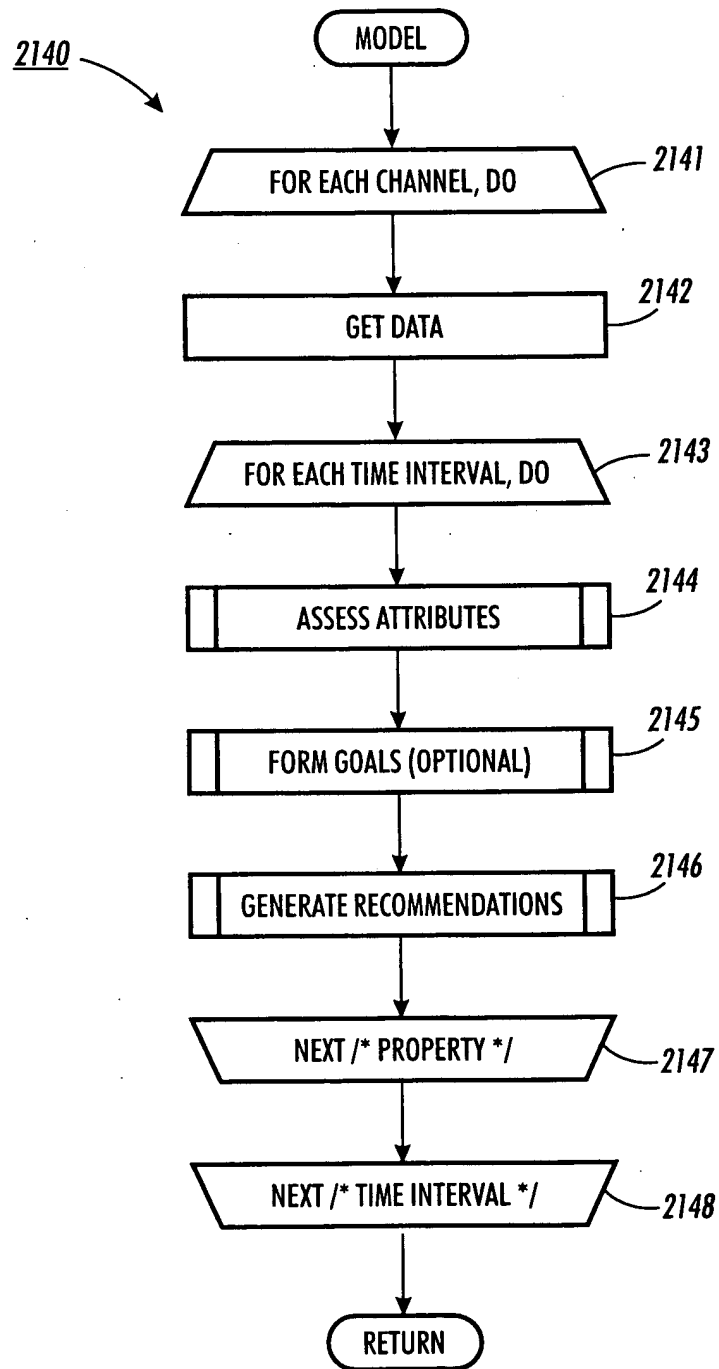 MODEL
2140
FOR EACH CHANNEL, DO
2141
GET DATA
2142
FOR EACH TIME INTERVAL, DO
2143
ASSESS ATTRIBUTES
2144
FORM GOALS (OPTIONAL)
2145
GENERATE RECOMMENDATIONS
2146
NEXT /* PROPERTY */
2147
NEXT /* TIME INTERVAL */
2148
RETURN